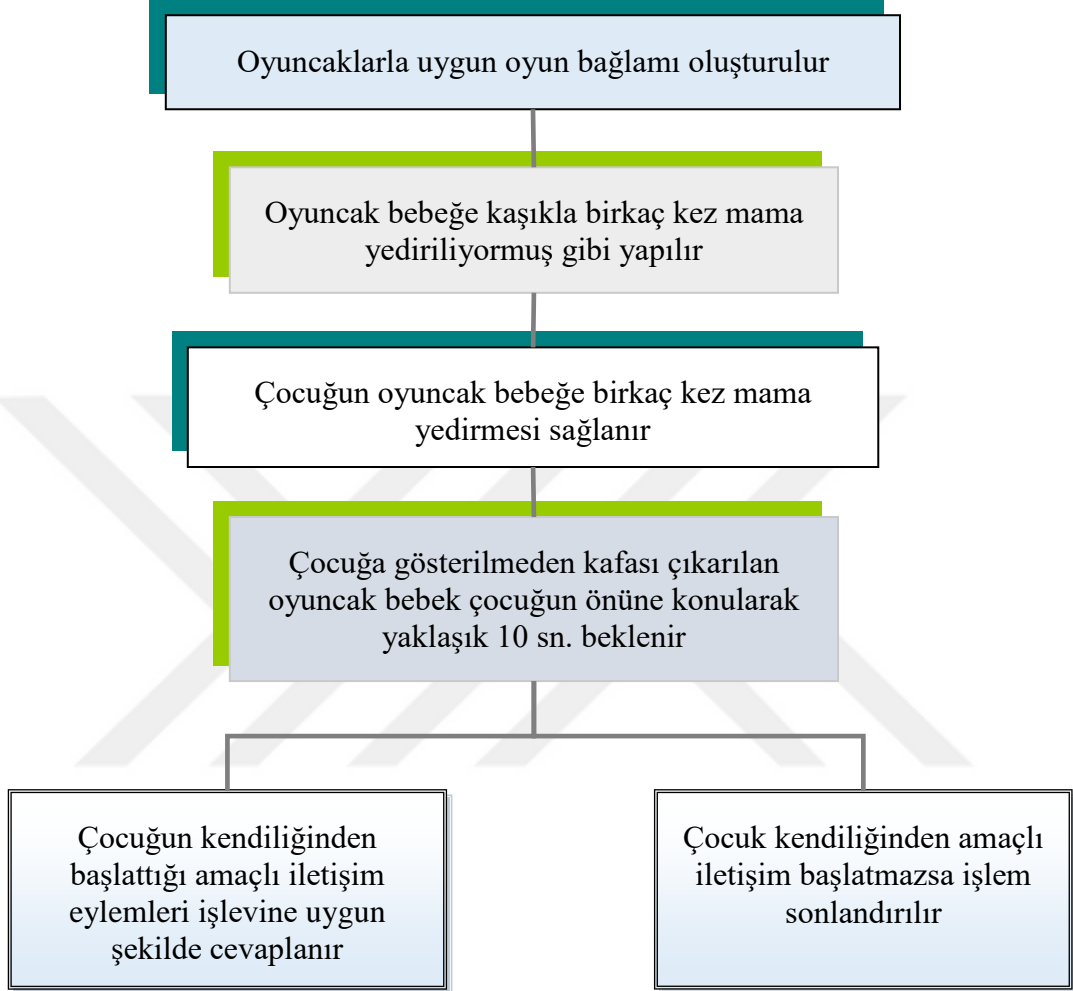 Oyuncaklarla uygun oyun bağlamı oluşturulur
Oyuncak bebeğe kaşıkla birkaç kez mama
yediriliyormuş gibi yapılır
Çocuğun oyuncak bebeğe birkaç kez mama
yedirmesi sağlanır
Çocuğa gösterilmeden kafası çıkarılan
oyuncak bebek çocuğun önüne konularak
yaklaşık 10 sn. beklenir
Çocuğun kendiliğinden
başlattığı amaçlı iletişim
eylemleri işlevine uygun
şekilde cevaplanır
Çocuk kendiliğinden amaçlı
iletişim başlatmazsa işlem
sonlandırılır